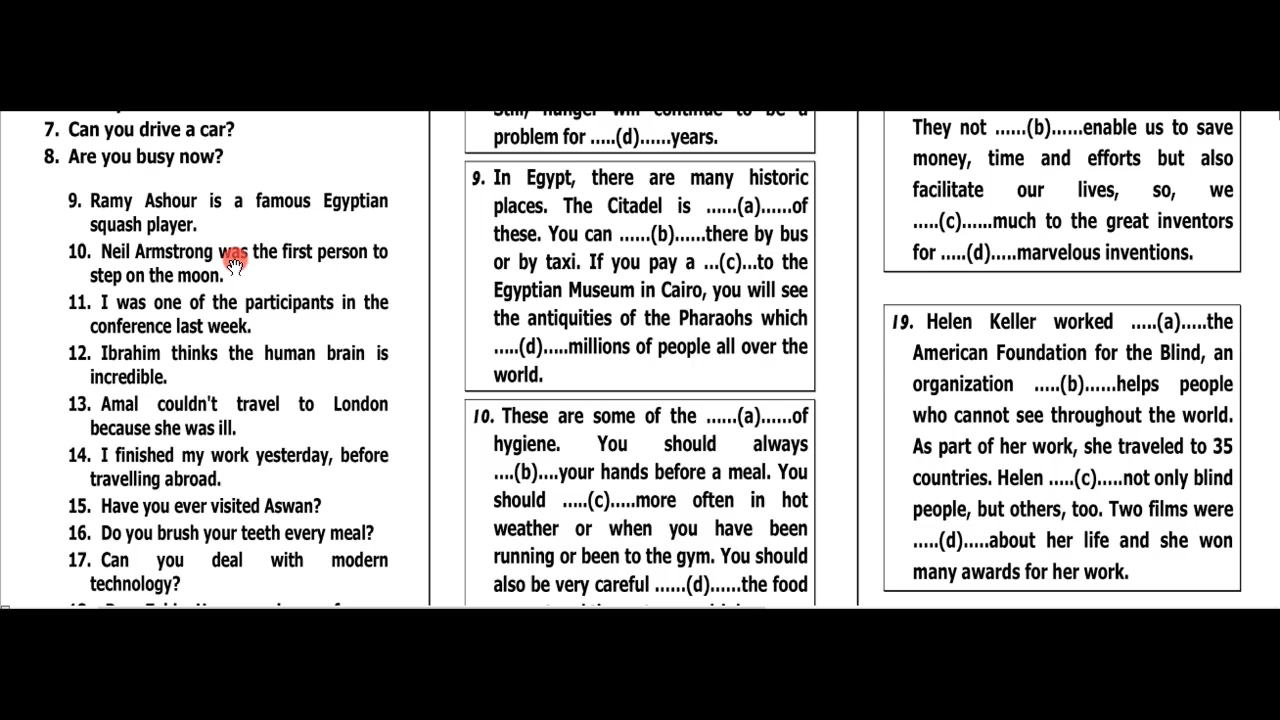 7. Can you drive a car?
8. Are you busy now?
9. Ramy Ashour is a famous Egyptian
squash player.
10. Neil Armstrong was the first person to
step on the moon.
11. I was one of the participants in the
conference last week.
12. Ibrahim thinks the human brain is
incredible.
13. Amal couldn't travel to London
because she was ill.
14. I finished my work yesterday, before
travelling abroad.
15. Have you ever visited Aswan?
16. Do you brush your teeth every meal?
17. Can you deal with modern
technology?
Still, hunger will continue to be a
problem for .....(d)......years.
9. In Egypt, there are many historic
places. The Citadel is ......(a)......of
these. You can ......(b)......there by bus
or by taxi. If you pay a ...(c)...to the
Egyptian Museum in Cairo, you will see
the antiquities of the Pharaohs which
.....(d).....millions of people all over the
world.
10. These are some of the ......(a)......of
hygiene. You should always
....(b)....your hands before a meal. You
should .....(c).....more often in hot
weather or when you have been
running or been to the gym. You should
also be very careful ......(d)......the food
They not ......(b)......enable us to save
money, time and efforts but also
facilitate our lives, so, we
.....(c)......much to the great inventors
for .....(d).....marvelous inventions.
19. Helen Keller worked .....(a).....the
American Foundation for the Blind, an
organization .....(b)......helps people
who cannot see throughout the world.
As part of her work, she traveled to 35
countries. Helen .....(c).....not only blind
people, but others, too. Two films were
.....(d).....about her life and she won
many awards for her work.